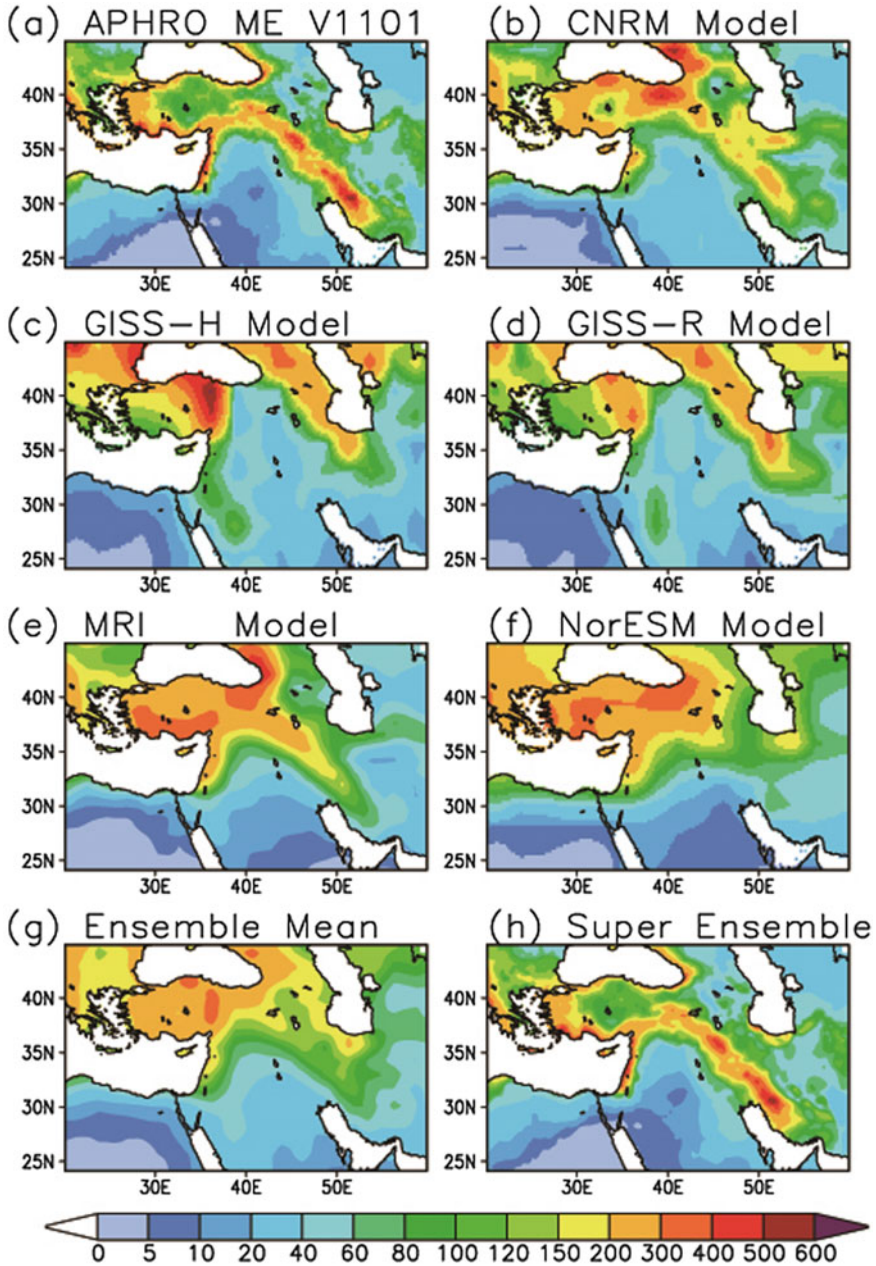 (a) APHRO ME V1101
(b) CNRM Model
40N
35N
30N
25N
30E 40E 50E
40N
35N
30N
25N
30E 40E 50E
(c) GISS-H Model
(d) GISS-R Model
40N
35N
30N
25N
30E 40E 50E
40N
35N
30N
25N
30E 40E 50E
(e) MRI Model
(f) NorESM Model
40N
35N
30N
25N
30E 40E 50E
40N
35N
30N
25N
30E 40E 50E
(g) Ensemble Mean
(h) Super Ensemble
40N
35N
30N
25N
30E 40E 50E
40N
35N
30N
25N
30E 40E 50E
0 5 10 20 40 60 80 100 120 150 200 300 400 500 600